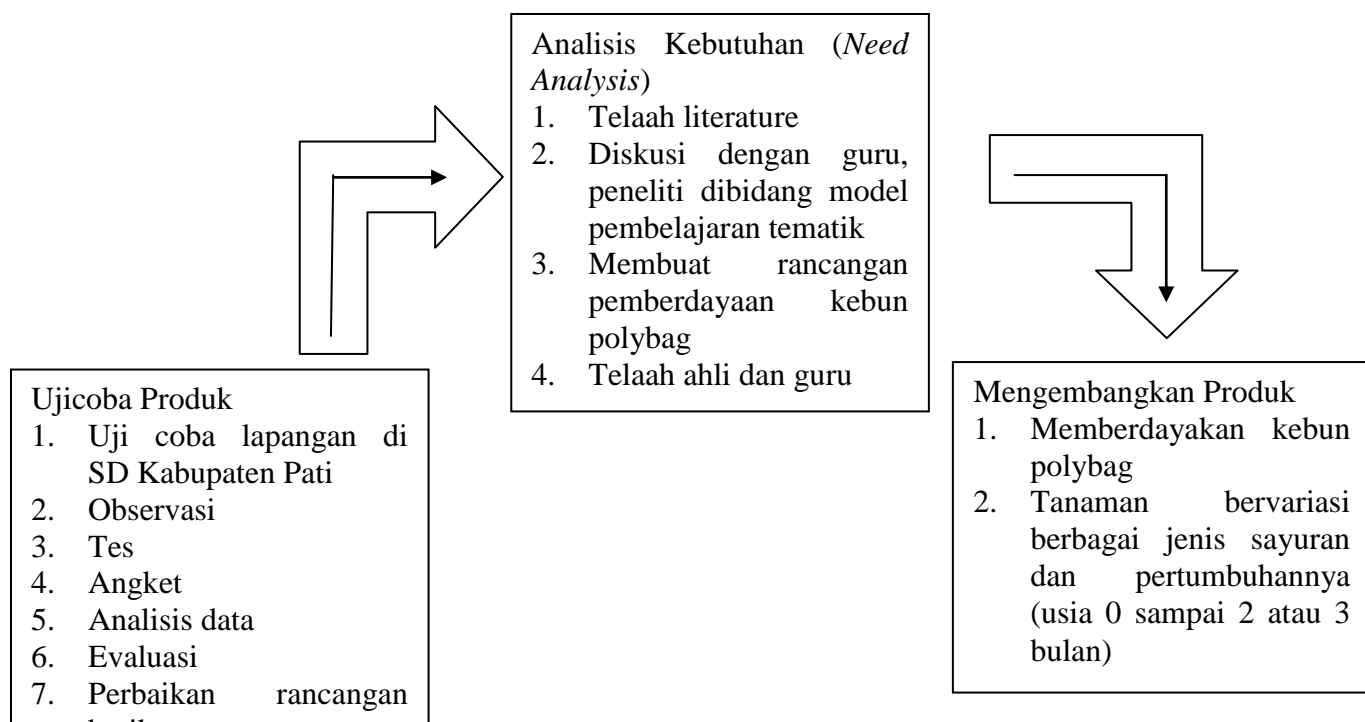 Analisis Kebutuhan (Need
Analysis)
1. Telaah literature
2. Diskusi dengan guru,
peneliti dibidang model
pembelajaran tematik
3. Membuat rancangan
pemberdayaan kebun
polybag
4. Telaah ahli dan guru
Ujicoba Produk
1. Uji coba lapangan di
SD Kabupaten Pati
2. Observasi
3. Tes
4. Angket
5. Analisis data
6. Evaluasi
7. Perbaikan rancangan
Mengembangkan Produk
1. Memberdayakan kebun
polybag
2. Tanaman bervariasi
berbagai jenis sayuran
dan pertumbuhannya
(usia 0 sampai 2 atau 3
bulan)